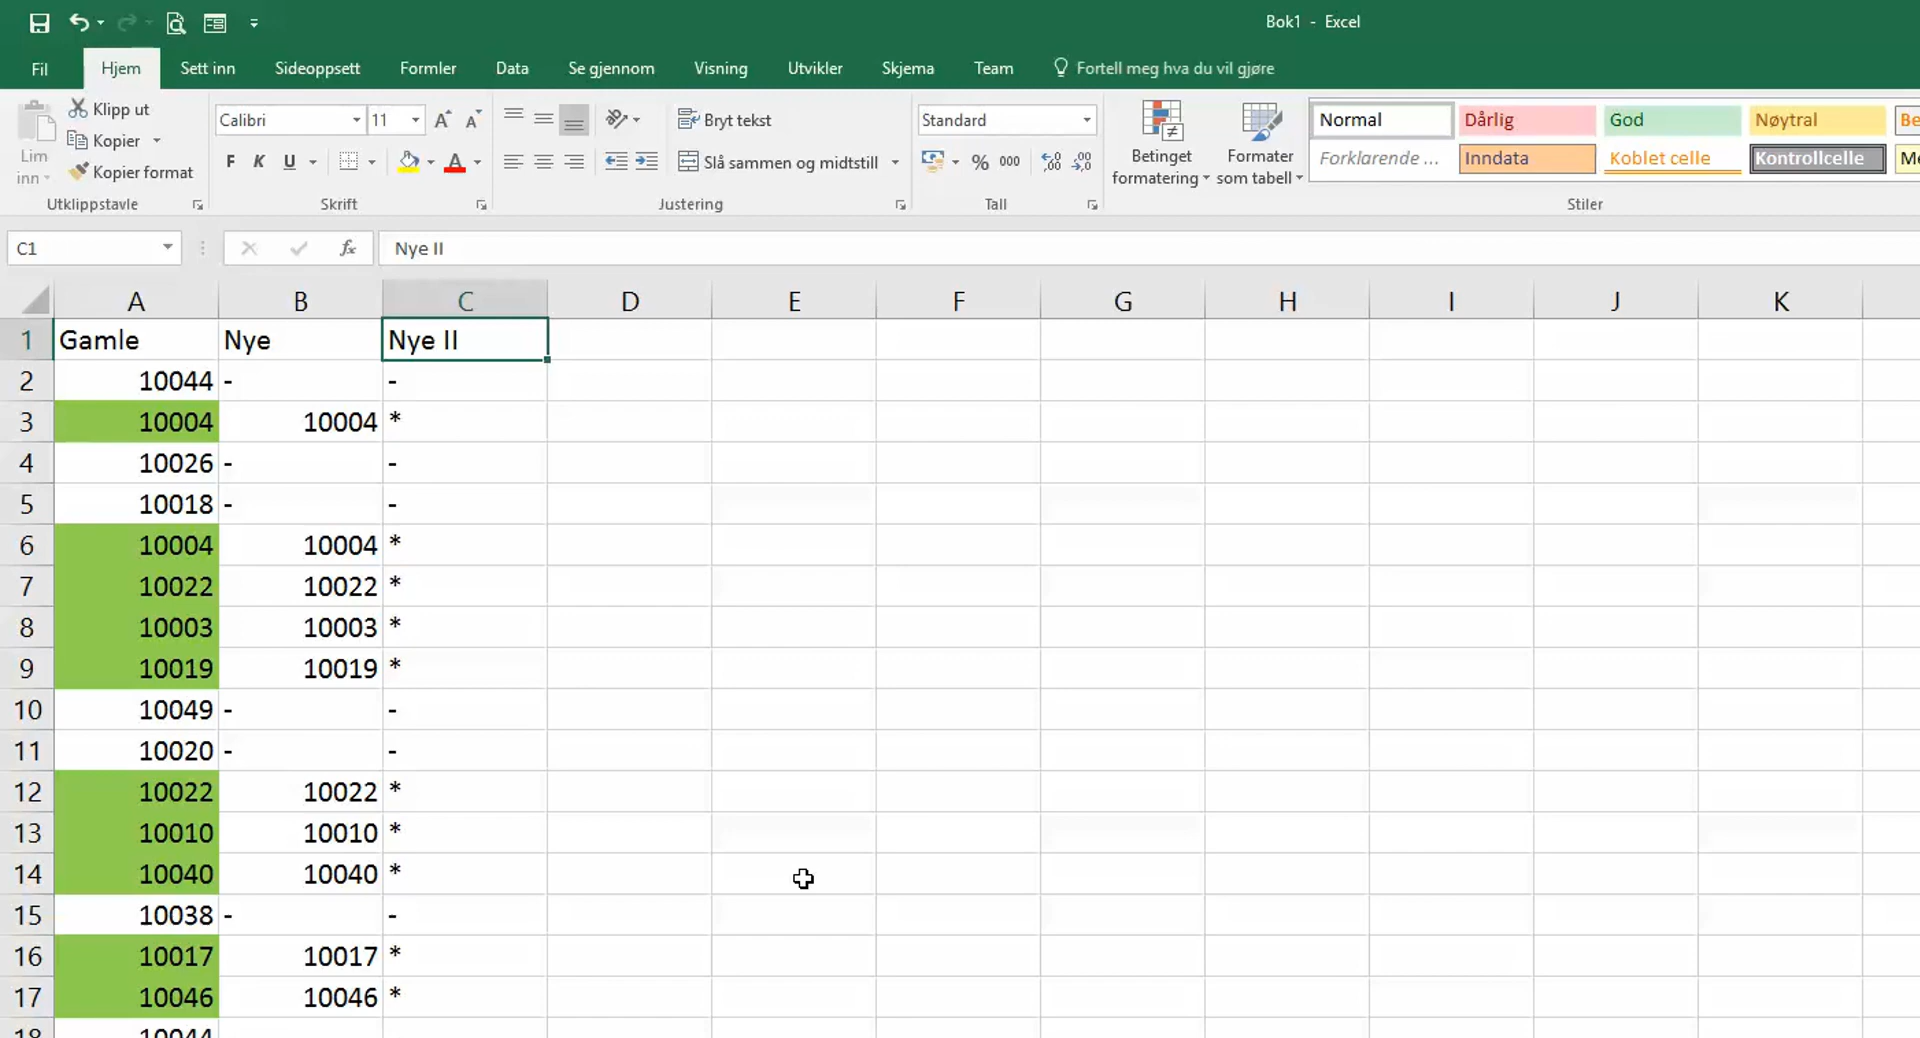 Bok1 - Excel
Fil Hjem Sett inn Sideoppsett Formler Data Se gjennom Visning Utvikler Skjema Team Fortell meg hva du vil gjøre
Lim inn
Klipp ut
Kopier
Kopier format
Utklippstavle
Calibri 11
F K U
Skrift
Bryt tekst
Slå sammen og midtstill
Justering
Standard
% 000
Tall
Betinget formatering
Formater som tabell
Normal Dårlig God Nøytral
Forklarende ... Inndata Koblet celle Kontrollcelle
Stiler
C1 fx Nye II
A B C D E F G H I J K
1 Gamle Nye Nye II
2 10044 - -
3 10004 10004 *
4 10026 - -
5 10018 - -
6 10004 10004 *
7 10022 10022 *
8 10003 10003 *
9 10019 10019 *
10 10049 - -
11 10020 - -
12 10022 10022 *
13 10010 10010 *
14 10040 10040 *
15 10038 - -
16 10017 10017 *
17 10046 10046 *
18 10044